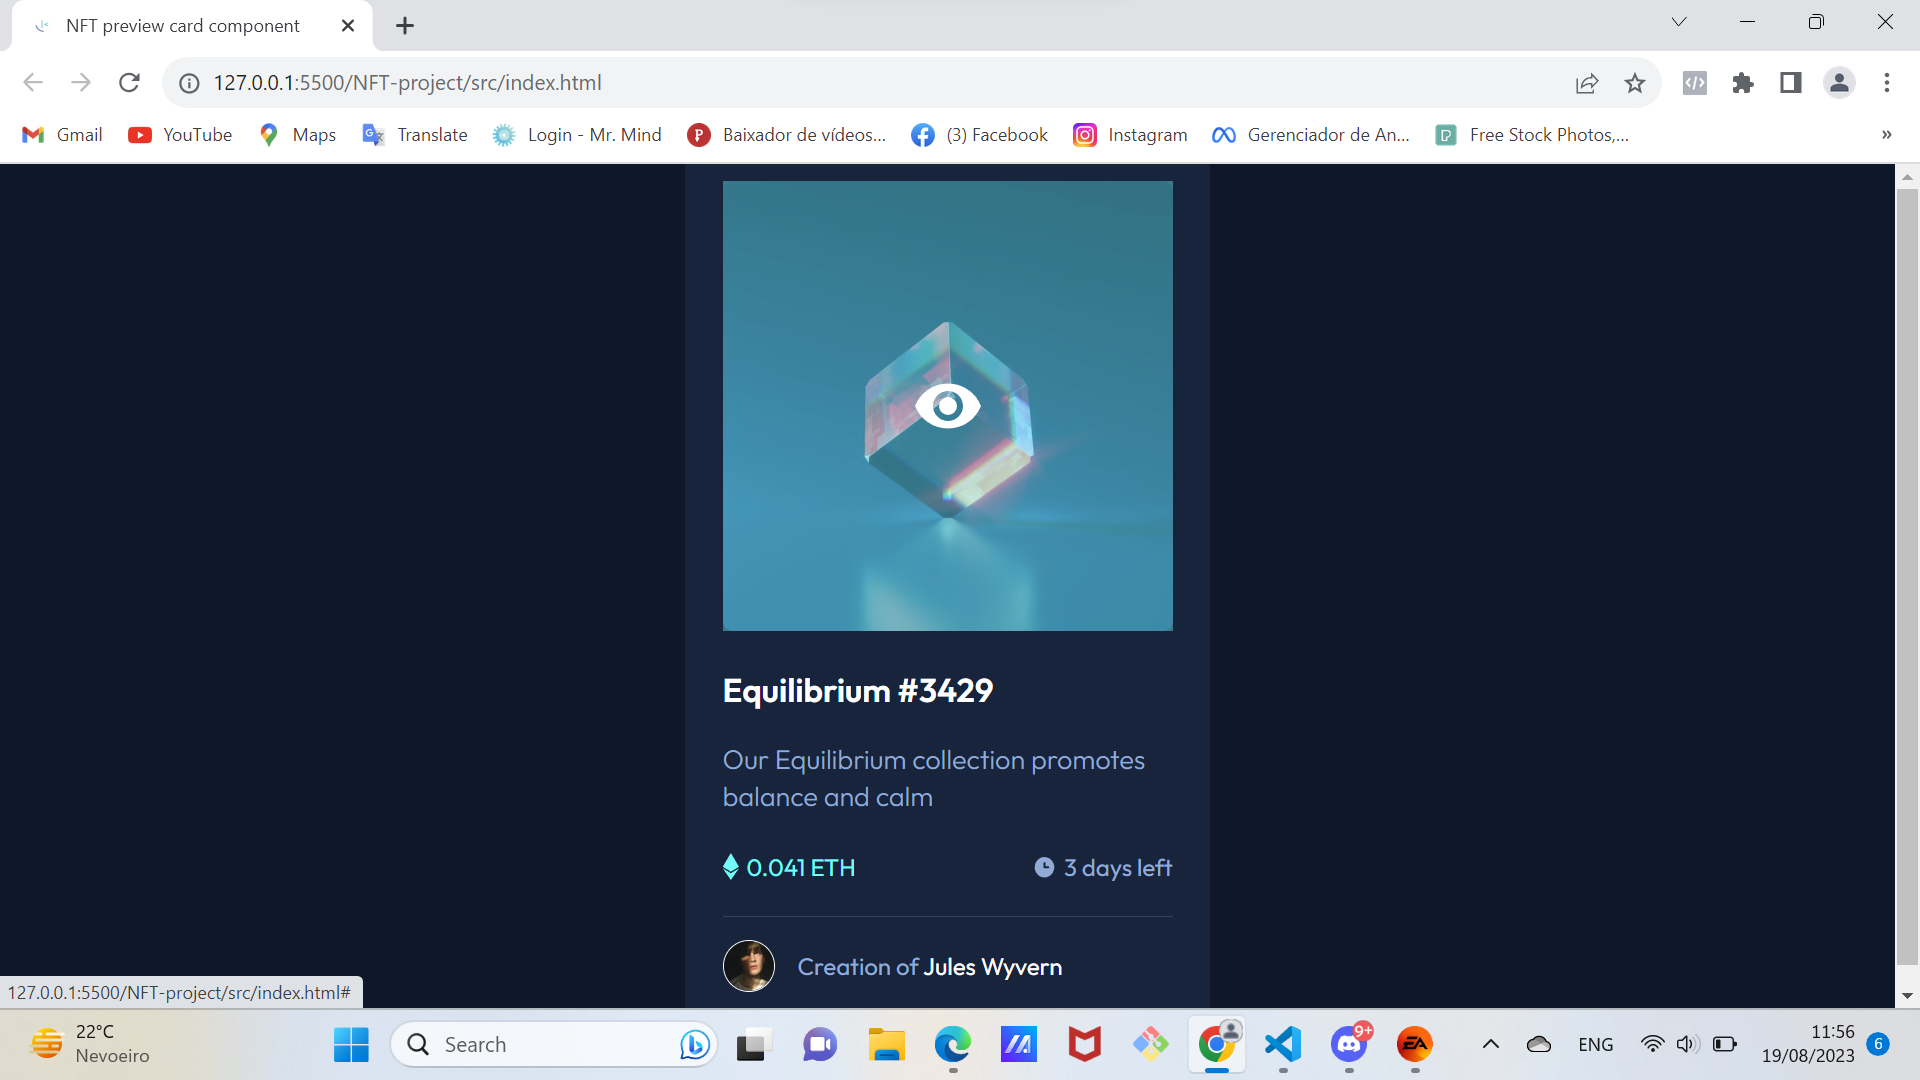 NFT preview card component
127.0.0.1:5500/NFT-project/src/index.html
Gmail YouTube Maps Translate Login - Mr. Mind Baixador de vídeos... (3) Facebook Instagram Gerenciador de An... Free Stock Photos,... »
Equilibrium #3429
Our Equilibrium collection promotes
balance and calm
0.041 ETH 3 days left
Creation of Jules Wyvern
127.0.0.1:5500/NFT-project/src/index.html#
22°C
Nevoeiro
Search
9+
EA
ENG
11:56
19/08/2023
6